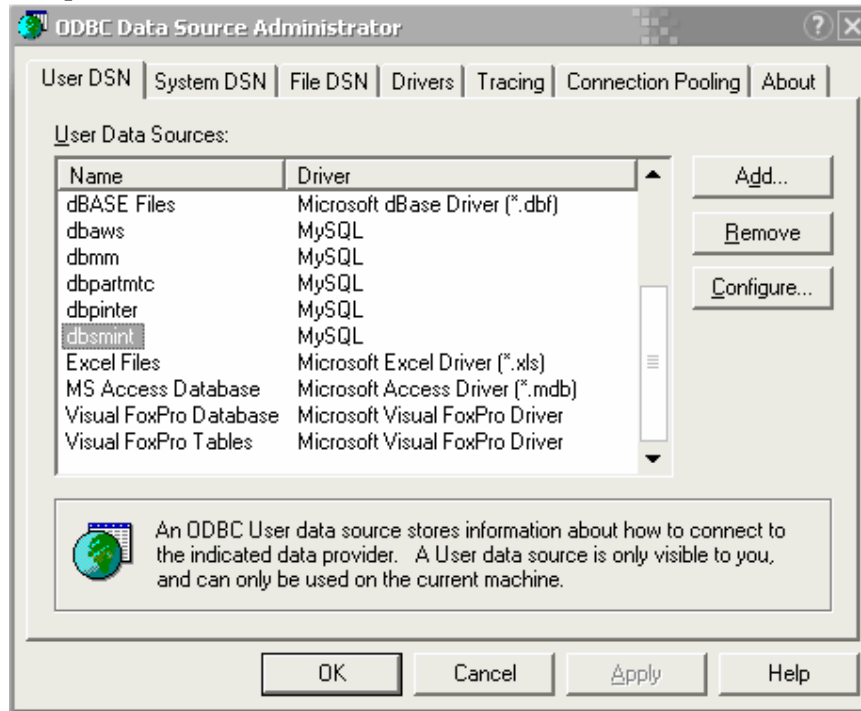 ODBC Data Source Administrator
User DSN System DSN File DSN Drivers Tracing Connection Pooling About
User Data Sources:
Name Driver
dBASE Files Microsoft dBase Driver (*.dbf)
dbaws MySQL
dbmm MySQL
dbpartmtc MySQL
dbpinter MySQL
dbsmint MySQL
Excel Files Microsoft Excel Driver (*.xls)
MS Access Database Microsoft Access Driver (*.mdb)
Visual FoxPro Database Microsoft Visual FoxPro Driver
Visual FoxPro Tables Microsoft Visual FoxPro Driver
Add...
Remove
Configure...
An ODBC User data source stores information about how to connect to
the indicated data provider. A User data source is only visible to you,
and can only be used on the current machine.
OK Cancel Apply Help